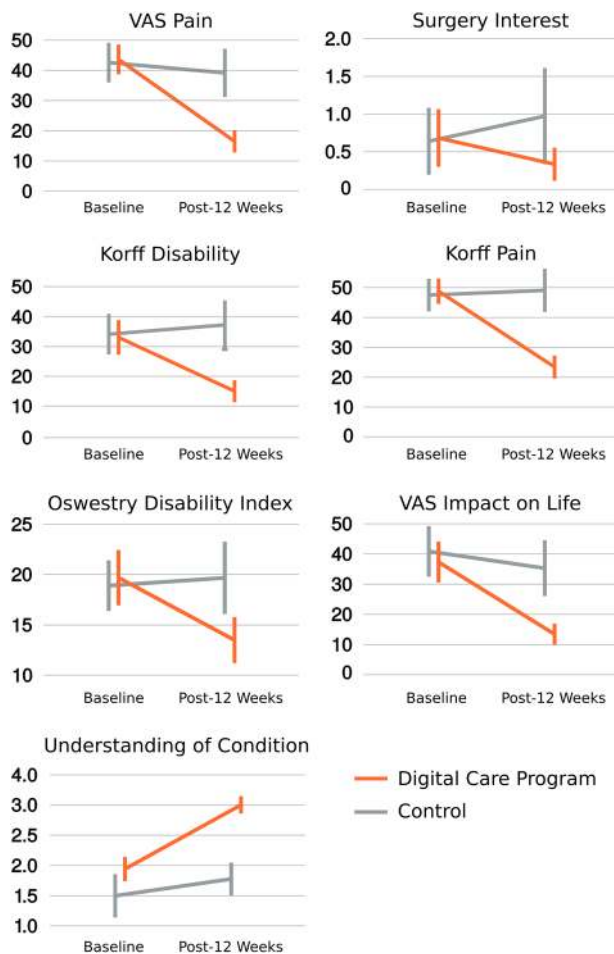 VAS Pain
50
40
30
20
10
0
Baseline Post-12 Weeks
Surgery Interest
2.0
1.5
1.0
0.5
0
Baseline Post-12 Weeks
Korff Disability
50
40
30
20
10
0
Baseline Post-12 Weeks
Korff Pain
50
40
30
20
10
0
Baseline Post-12 Weeks
Oswestry Disability Index
25
20
15
10
Baseline Post-12 Weeks
VAS Impact on Life
50
40
30
20
10
0
Baseline Post-12 Weeks
Understanding of Condition
4.0
3.0
2.5
2.0
1.5
1.0
Baseline Post-12 Weeks
Digital Care Program
Control